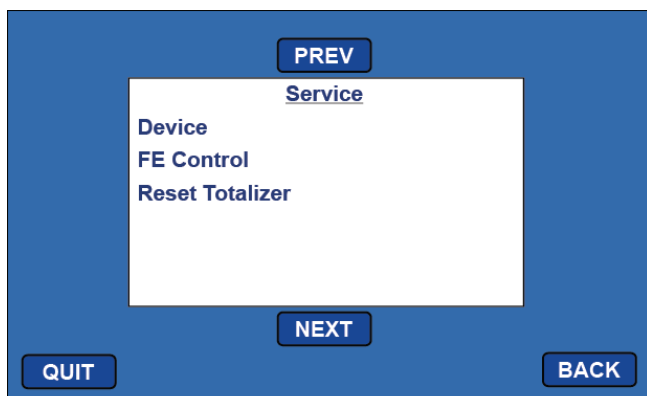 PREV
Service
Device
FE Control
Reset Totalizer
NEXT
QUIT
BACK